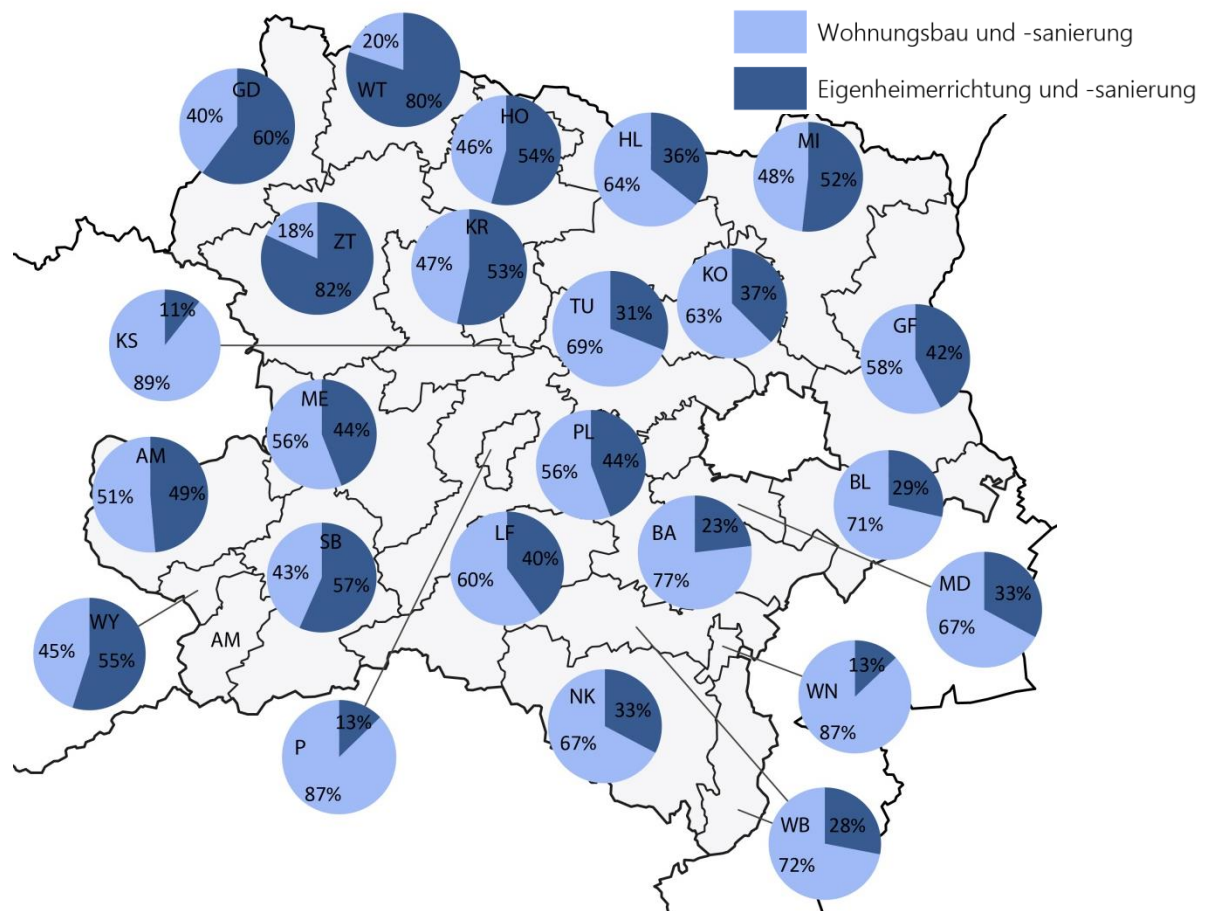 Wohnungsbau und -sanierung
Eigenheimerrichtung und -sanierung
20%
WT
80%
GD
40%
60%
HO
46%
54%
HL
36%
64%
MI
48%
52%
ZT
18%
82%
KR
47%
53%
KO
37%
63%
TU
31%
69%
KS
11%
89%
GF
58%
42%
ME
56%
44%
PL
56%
44%
AM
51%
49%
BL
29%
71%
BA
23%
77%
SB
43%
57%
LF
40%
60%
MD
33%
67%
WY
45%
55%
AM
WN
13%
87%
NK
33%
67%
P
13%
87%
WB
28%
72%